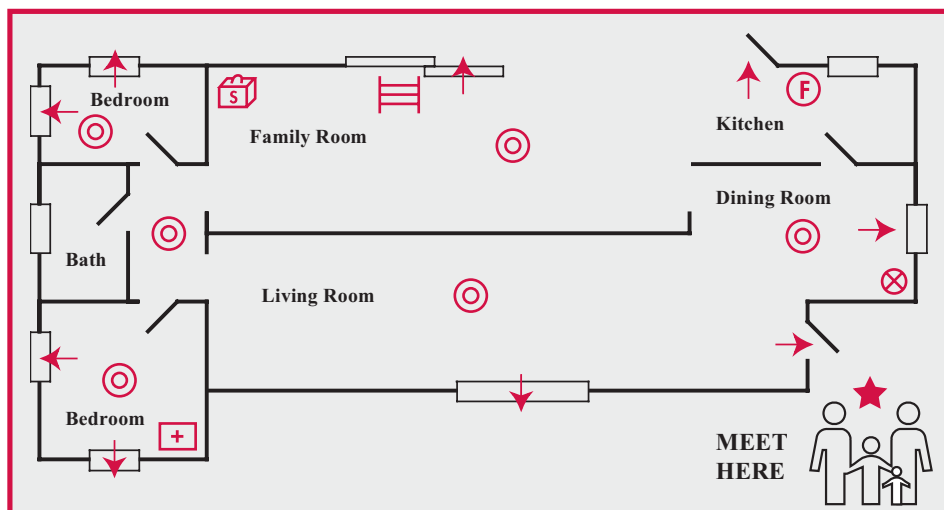 Bedroom
S
Family Room
F
Kitchen
Dining Room
Bath
Living Room
Bedroom
MEET
HERE